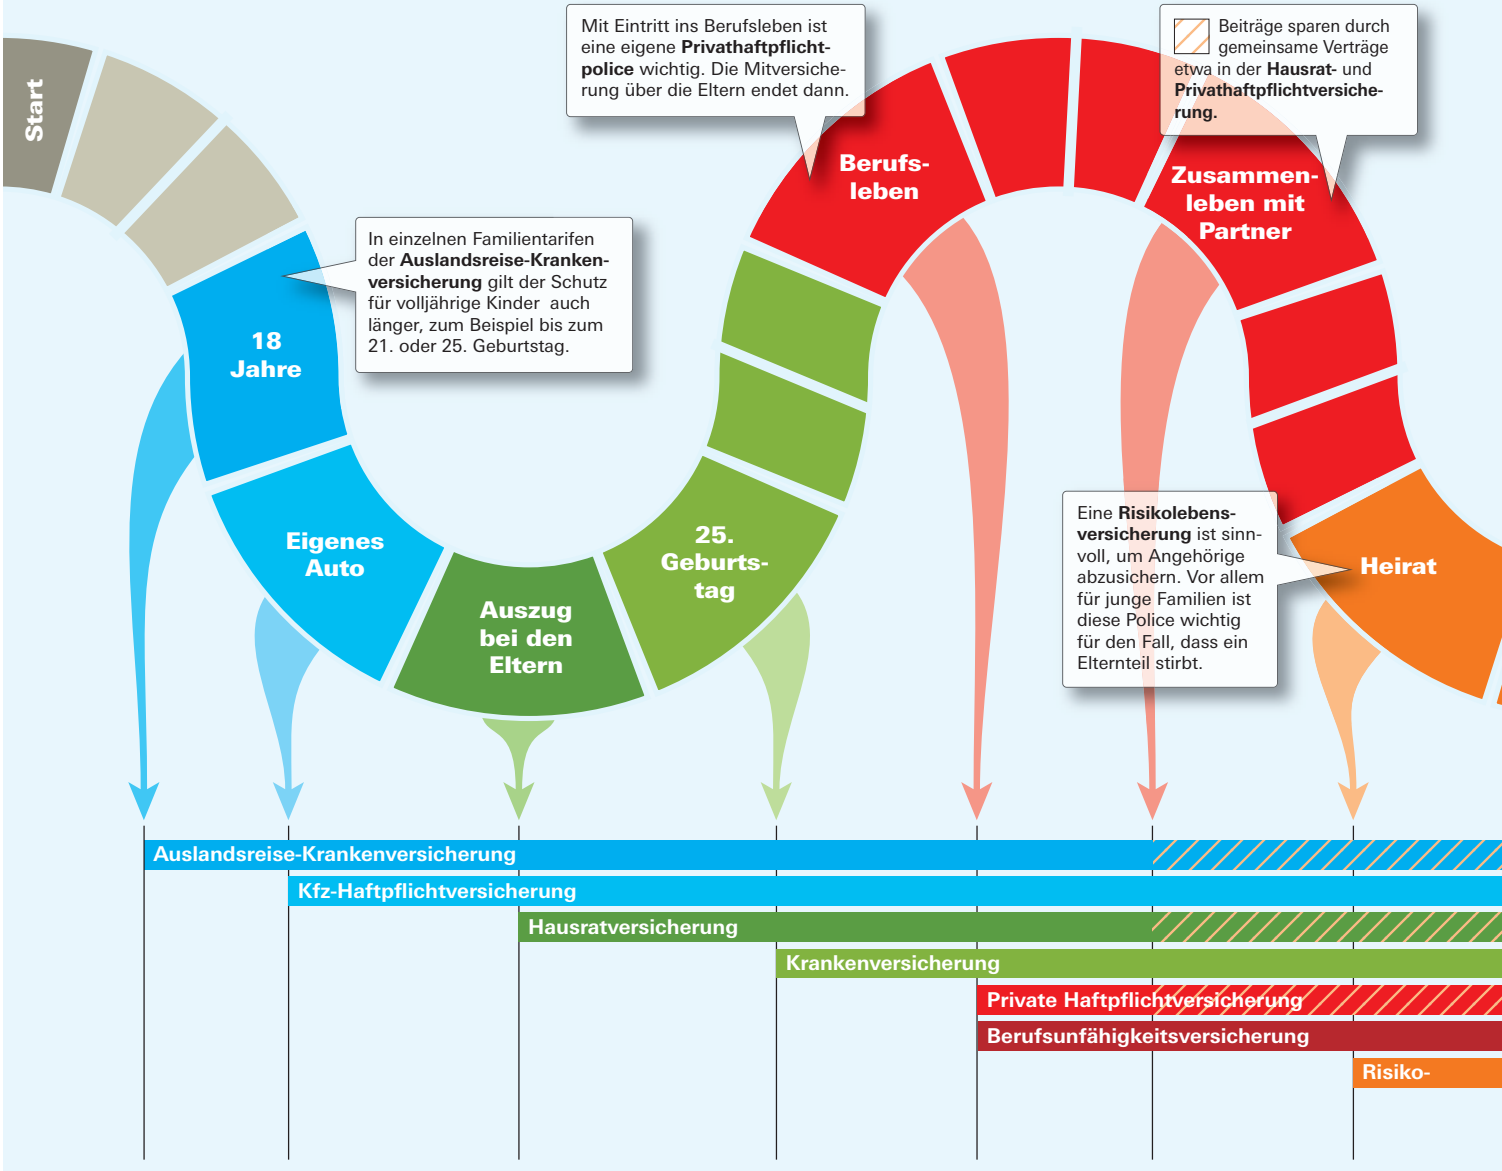 Start
Mit Eintritt ins Berufsleben ist
eine eigene Privathaftpflicht-
police wichtig. Die Mitversiche-
rung über die Eltern endet dann.
Beiträge sparen durch
gemeinsame Verträge
etwa in der Hausrat- und
Privathaftpflichtversiche-
rung.
Berufs-
leben
Zusammen-
leben mit
Partner
In einzelnen Familientarifen
der Auslandsreise-Kranken-
versicherung gilt der Schutz
für volljährige Kinder auch
länger, zum Beispiel bis zum
21. oder 25. Geburtstag.
18
Jahre
Eigenes
Auto
Auszug
bei den
Eltern
25.
Geburts-
tag
Eine Risikolebens-
versicherung ist sinn-
voll, um Angehörige
abzusichern. Vor allem
für junge Familien ist
diese Police wichtig
für den Fall, dass ein
Elternteil stirbt.
Heirat
Auslandsreise-Krankenversicherung
Kfz-Haftpflichtversicherung
Hausratversicherung
Krankenversicherung
Private Haftpflichtversicherung
Berufsunfähigkeitsversicherung
Risiko-